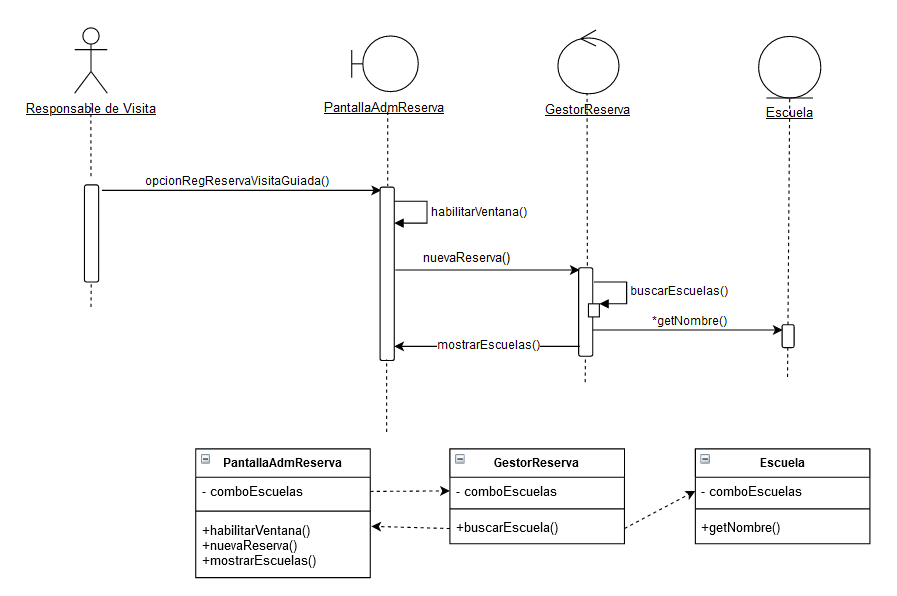 Responsable de Visita
PantallaAdmReserva
GestorReserva
Escuela
opcionRegReservaVisitaGuiada()
habilitarVentana()
nuevaReserva()
buscarEscuelas()
*getNombre()
mostrarEscuelas()
PantallaAdmReserva
- comboEscuelas
+habilitarVentana()
+nuevaReserva()
+mostrarEscuelas()
GestorReserva
- comboEscuelas
+buscarEscuela()
Escuela
- comboEscuelas
+getNombre()